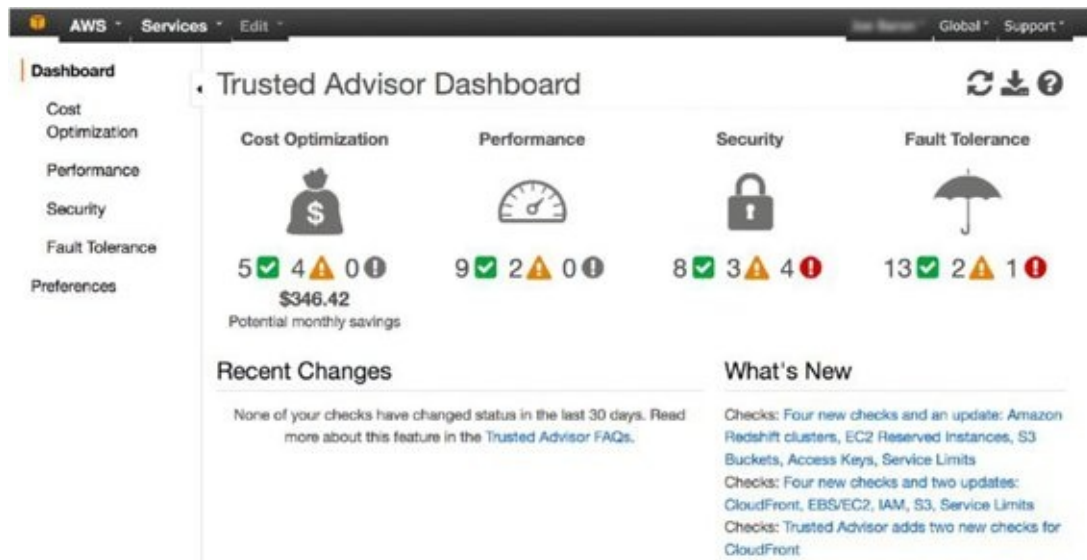 AWS Services Edit Global Support
Dashboard
Cost
Optimization
Performance
Security
Fault Tolerance
Preferences
Trusted Advisor Dashboard
Cost Optimization
$
5 4 0
$346.42
Potential monthly savings
Performance
9 2 0
Security
8 3 4
Fault Tolerance
13 2 1
Recent Changes
None of your checks have changed status in the last 30 days. Read
more about this feature in the Trusted Advisor FAQs.
What's New
Checks: Four new checks and an update: Amazon
Redshift clusters, EC2 Reserved Instances, S3
Buckets, Access Keys, Service Limits
Checks: Four new checks and two updates:
CloudFront, EBS/EC2, IAM, S3, Service Limits
Checks: Trusted Advisor adds two new checks for
CloudFront